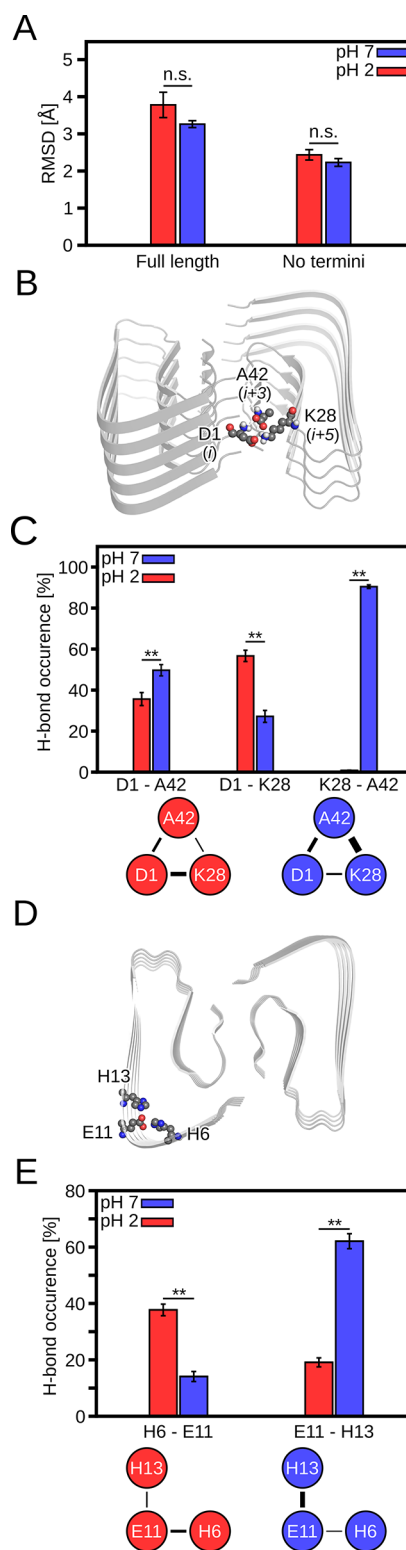 A
pH 7
pH 2
n.s.
n.s.
RMSD [Å]
5
4
3
2
1
0
Full length
No termini
B
A42
(i+3)
K28
(i+5)
D1
(i)
C
pH 7
pH 2
H-bond occurence [%]
100
80
60
40
20
0
**
**
**
D1 - A42
D1 - K28
K28 - A42
A42
A42
D1
K28
D1
K28
D
H13
E11
H6
E
pH 7
pH 2
H-bond occurence [%]
80
60
40
20
0
**
**
H6 - E11
E11 - H13
H13
H13
E11
H6
E11
H6